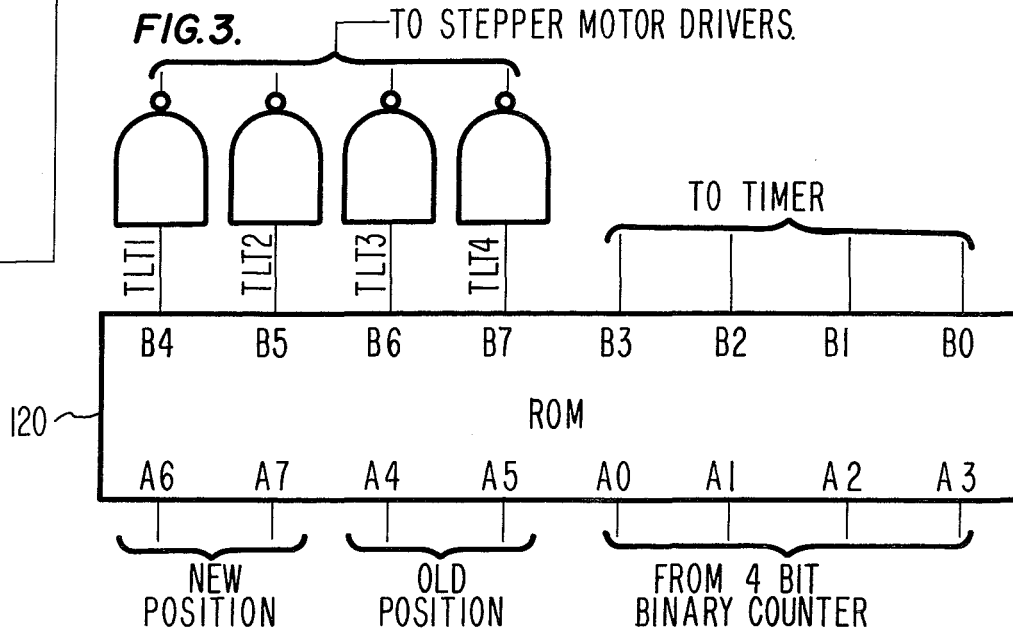 FIG.3.
TO STEPPER MOTOR DRIVERS.
TO TIMER
TLT1 TLT2 TLT3 TLT4
B4 B5 B6 B7 B3 B2 B1 B0
120
ROM
A6 A7 A4 A5 A0 A1 A2 A3
NEW POSITION
OLD POSITION
FROM 4 BIT
BINARY COUNTER